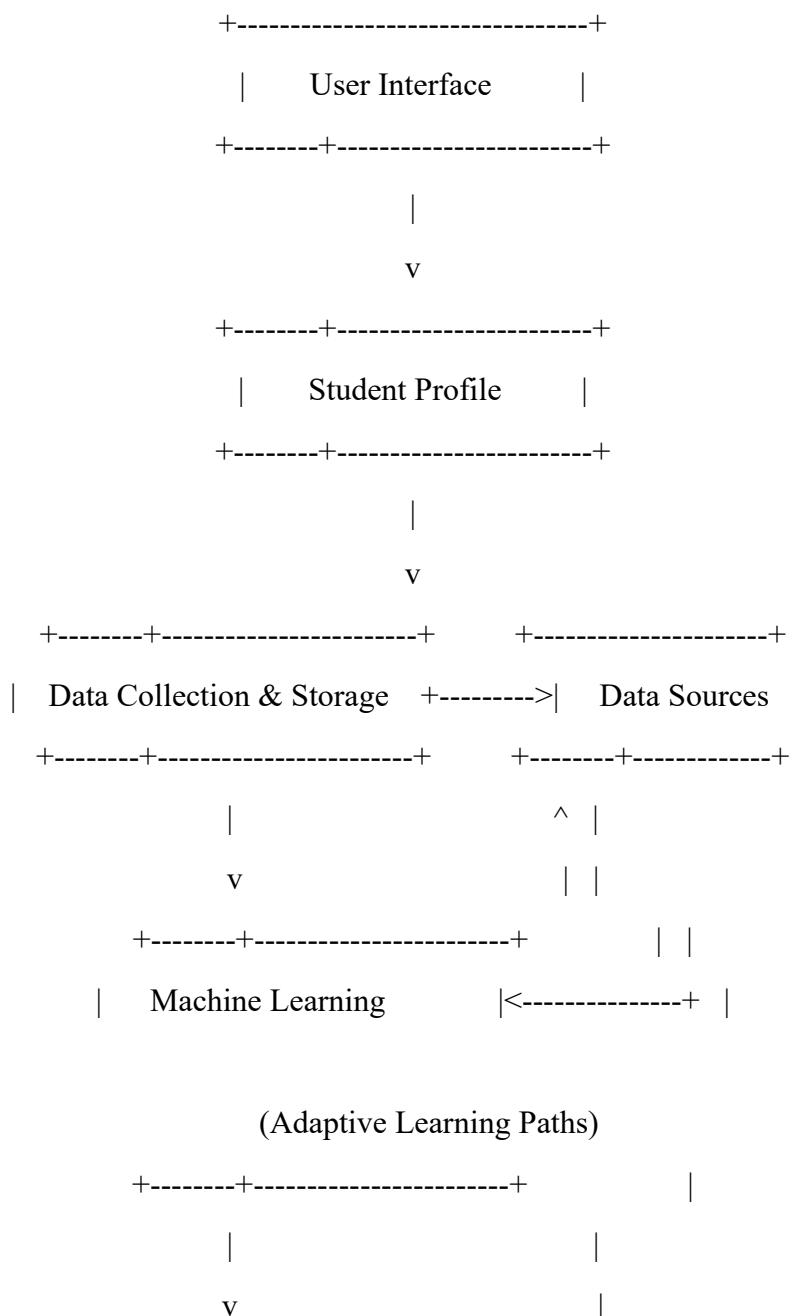 +---------------------------------+
| User Interface |
+--------+------------------------+
|
v
+--------+------------------------+
| Student Profile |
+--------+------------------------+
|
v
+--------+------------------------+ +----------------------+
| Data Collection & Storage +--------->| Data Sources
+--------+------------------------+ +--------+-------------+
| ^ |
v | |
+--------+------------------------+ | |
| Machine Learning |<---------------+ |
(Adaptive Learning Paths)
+--------+------------------------+ |
| |
v |